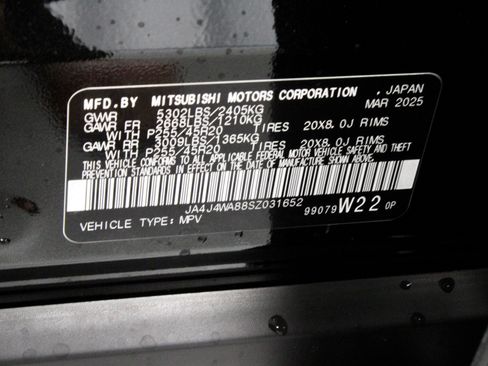 MFD.BY MITSUBISHI MOTORS CORPORATION , JAPAN
GWVR 5302LBS/2405KG MAR 2025
GAWR FR 2668LBS/1210KG
WITH P255/45R20 TIRES 20X8.0J RIMS
GAWR RR 3009LBS/1365KG
WITH P255/45R20 TIRES 20X8.0J RIMS
THIS VEHICLE CONFORMS TO ALL APPLICABLE FEDERAL MOTOR VEHICLE SAFETY AND THEFT
PREVENTION STANDARDS IN EFFECT ON THE DATE OF MANUFACTURE SHOWN ABOVE.
JA4J4WA88SZ031652
VEHICLE TYPE: MPV 99079 W22 0P